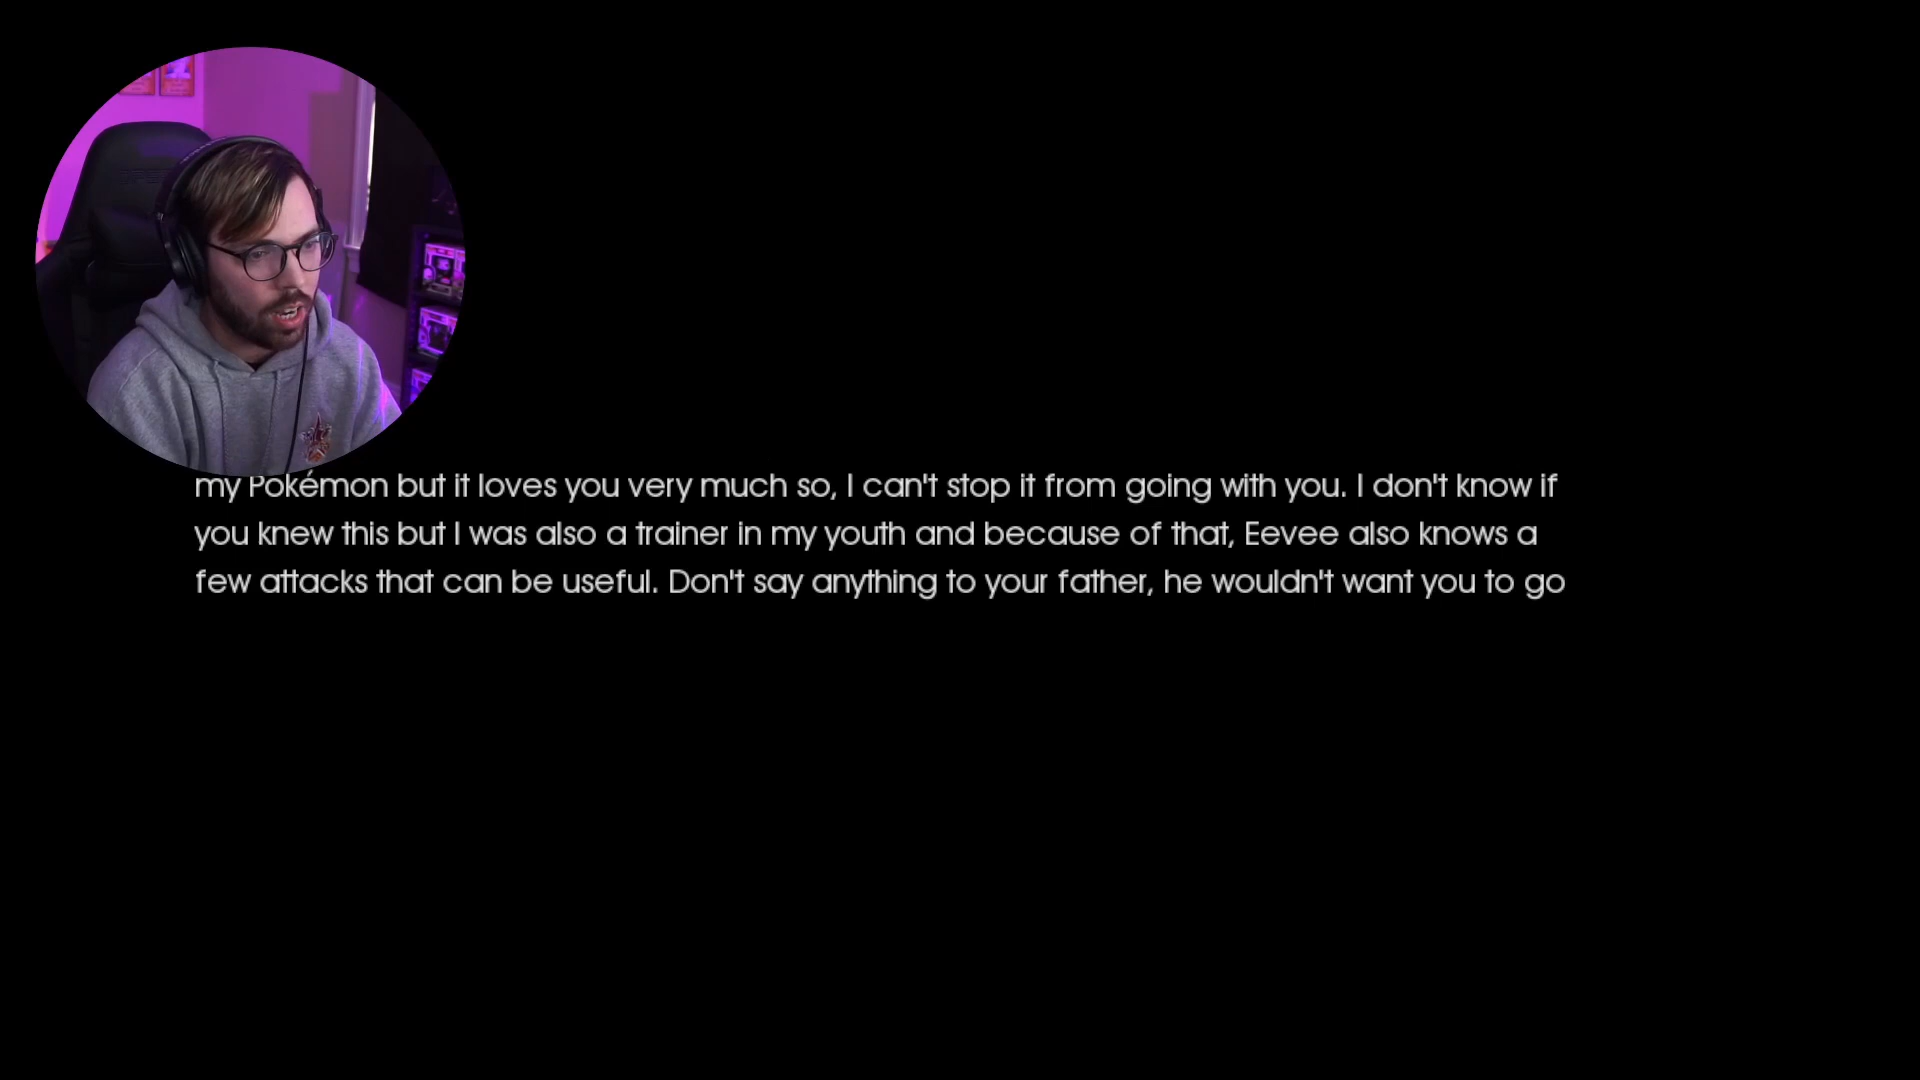 my Pokémon but it loves you very much so, I can't stop it from going with you. I don't know if
you knew this but I was also a trainer in my youth and because of that, Eevee also knows a
few attacks that can be useful. Don't say anything to your father, he wouldn't want you to go